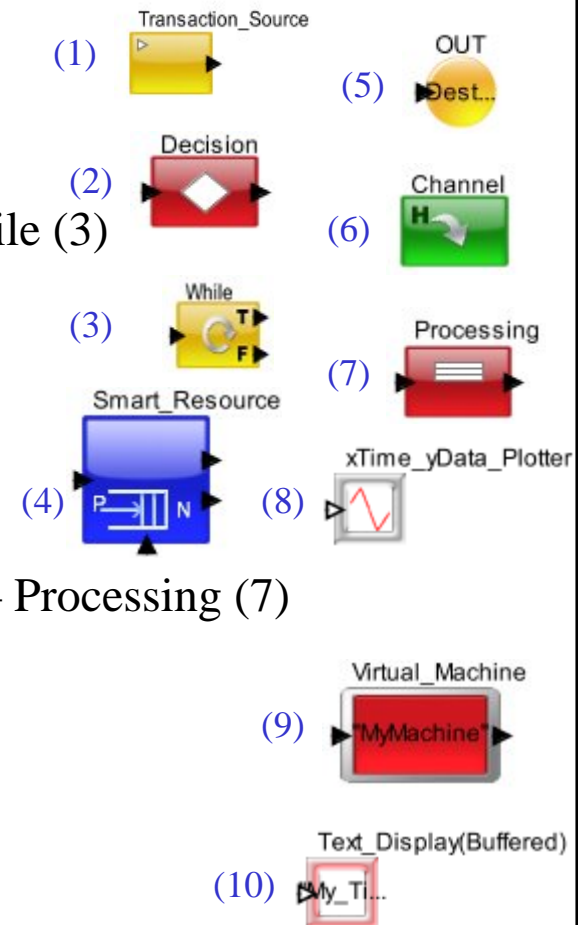 Transaction_Source
(1)
OUT
(5)
Dest...
Decision
(2)
Channel
(6)
H
ile (3)
While
(3)
T
F
Processing
(7)
Smart_Resource
(4)
P
N
xTime_yData_Plotter
(8)
Processing (7)
Virtual_Machine
(9)
"MyMachine"
Text_Display(Buffered)
(10)
"My_Ti...